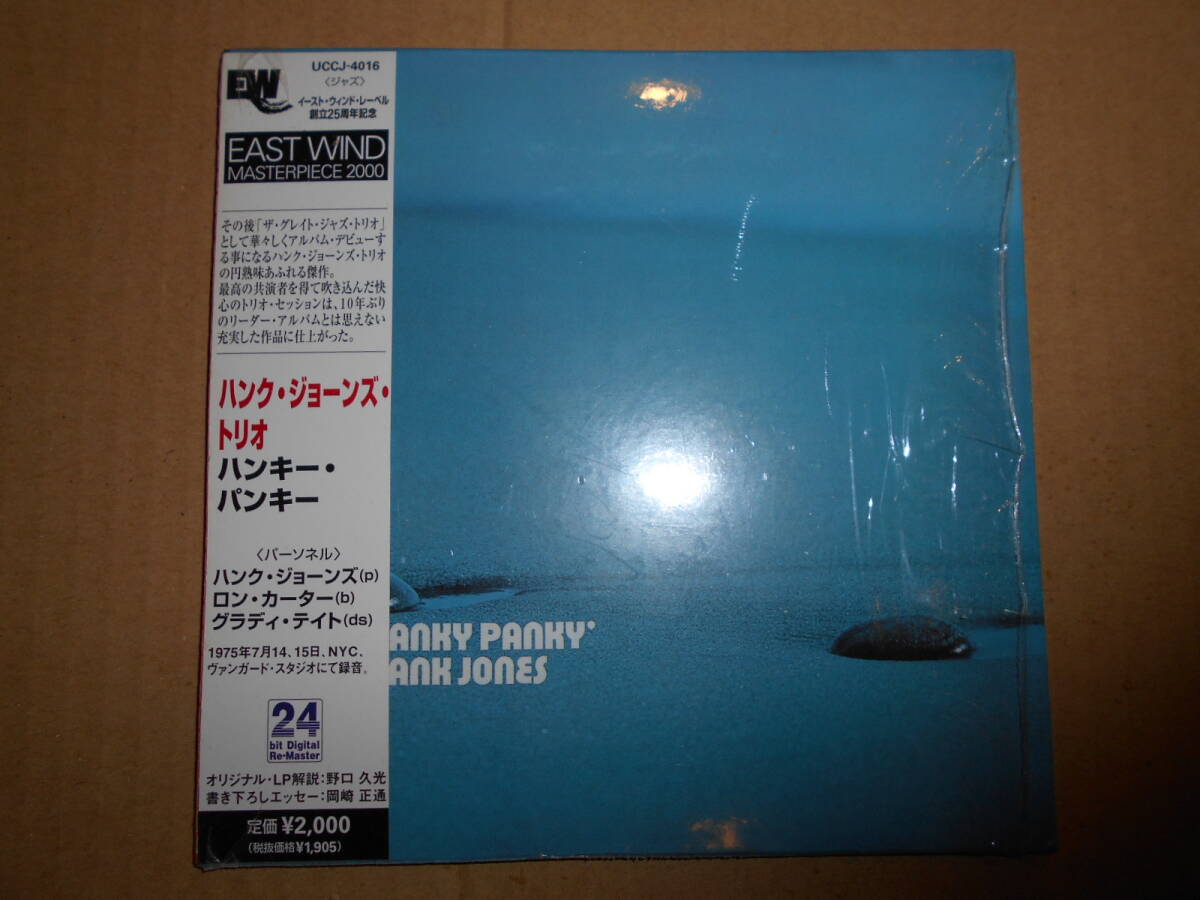 EW
UCCJ-4016
〈ジャズ〉
イースト・ウィンド・レーベル
創立25周年記念
EAST WIND
MASTERPIECE 2000
その後「ザ・グレイト・ジャズ・トリオ」
として華々しくアルバム・デビューす
る事になるハンク・ジョーンズ・トリオ
の円熟味あふれる傑作。
最高の共演者を得て吹き込んだ快
心のトリオ・セッションは、10年ぶり
のリーダー・アルバムとは思えない
充実した作品に仕上がった。
ハンク・ジョーンズ・
トリオ
ハンキー・
パンキー
〈パーソネル〉
ハンク・ジョーンズ(p)
ロン・カーター(b)
グラディ・テイト(ds)
1975年7月14、15日、NYC、
ヴァンガード・スタジオにて録音。
24
bit Digital
Re-Master
オリジナル・LP解説:野口 久光
書き下ろしエッセー:岡崎 正通
定価 ¥2,000
(税抜価格¥1,905)
ANKY PANKY
ANK JONES